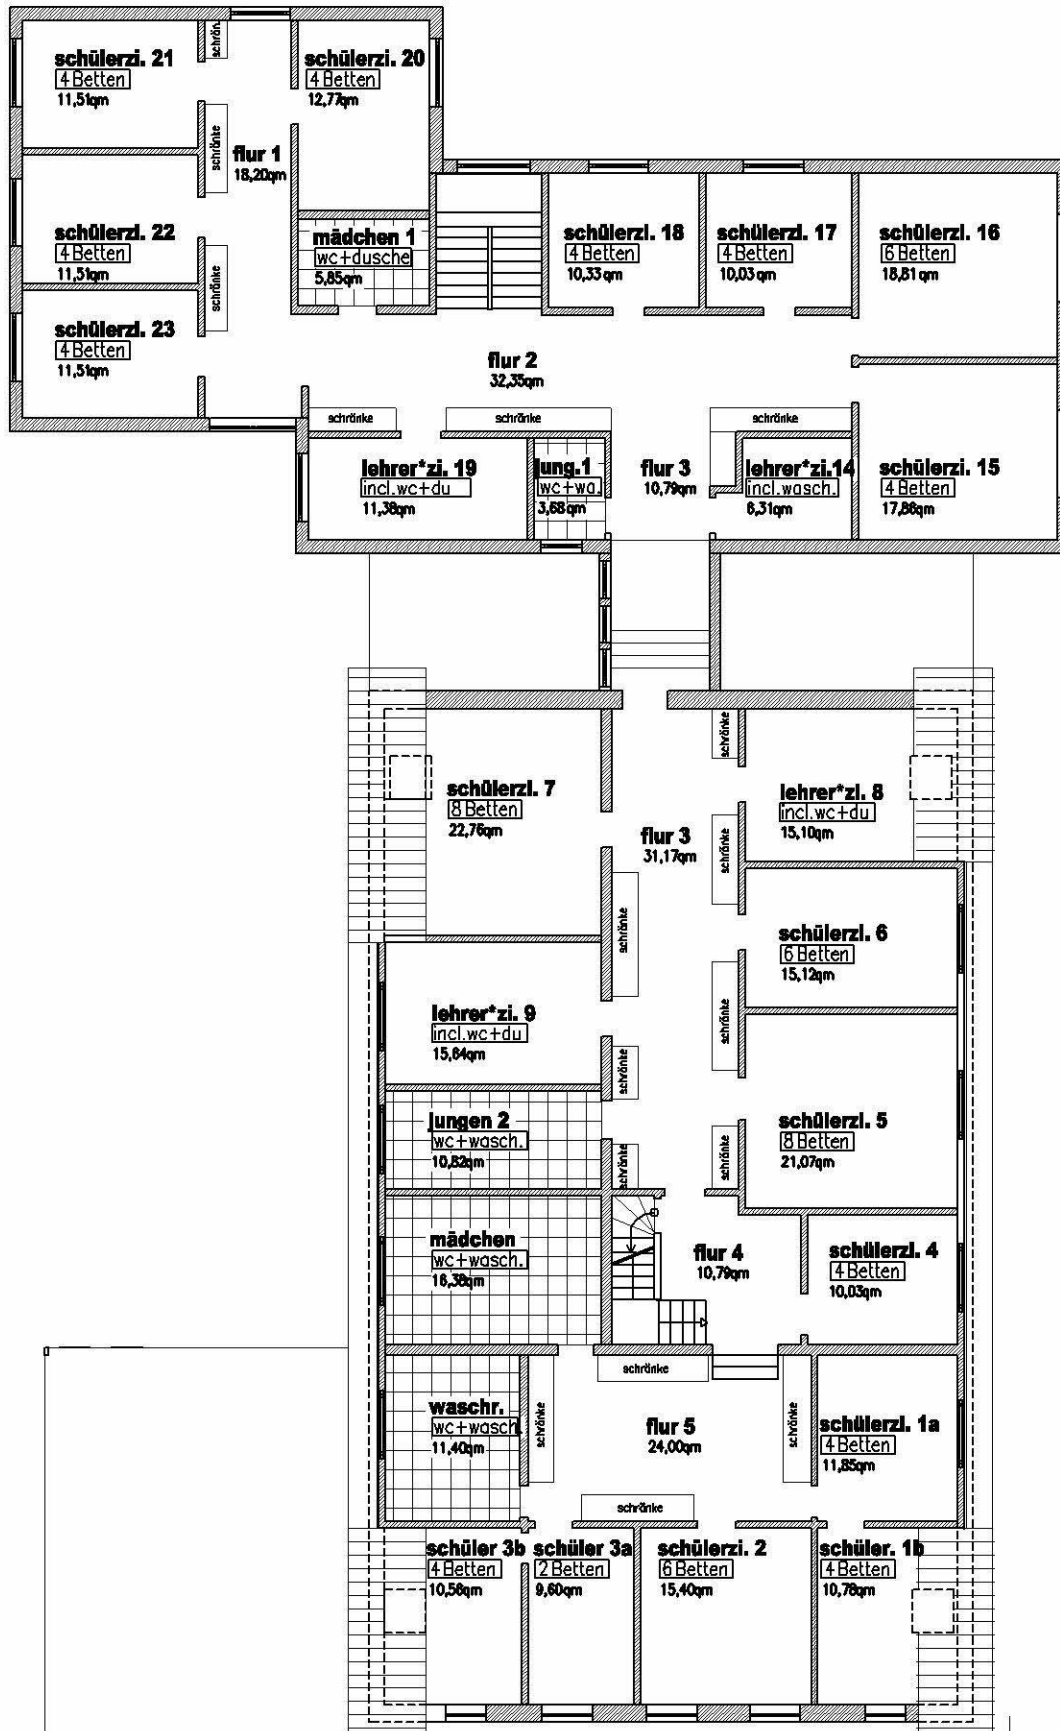 schülerzi. 21
4 Betten
11,51qm
schrän
schülerzi. 20
4 Betten
12,77qm
schränke
flur 1
18,20qm
schülerzi. 22
4 Betten
11,51qm
mädchen 1
wc+dusche
5,85qm
schülerzi. 18
4 Betten
10,33qm
schülerzi. 17
4 Betten
10,03qm
schülerzi. 16
6 Betten
18,81qm
schränke
schülerzi. 23
4 Betten
11,51qm
flur 2
32,35qm
schränke
schränke
schränke
lehrer*zi. 19
incl.wc+du
11,38qm
jung.1
wc+wa.
3,68qm
flur 3
10,79qm
lehrer*zi.14
incl.wasch.
6,31qm
schülerzi. 15
4 Betten
17,86qm
schränke
schülerzi. 7
8 Betten
22,76qm
lehrer*zi. 8
incl.wc+du
15,10qm
flur 3
31,17qm
schränke
schränke
schülerzi. 6
6 Betten
15,12qm
schränke
lehrer*zi. 9
incl.wc+du
15,64qm
schränke
jungen 2
wc+wasch.
10,82qm
schülerzi. 5
8 Betten
21,07qm
schränke
schränke
mädchen
wc+wasch.
16,38qm
flur 4
10,79qm
schülerzi. 4
4 Betten
10,03qm
schränke
waschr.
wc+wasch
11,40qm
schränke
flur 5
24,00qm
schränke
schülerzi. 1a
4 Betten
11,85qm
schränke
schüler 3b
4 Betten
10,56qm
schüler 3a
2 Betten
9,60qm
schülerzi. 2
6 Betten
15,40qm
schüler. 1b
4 Betten
10,78qm